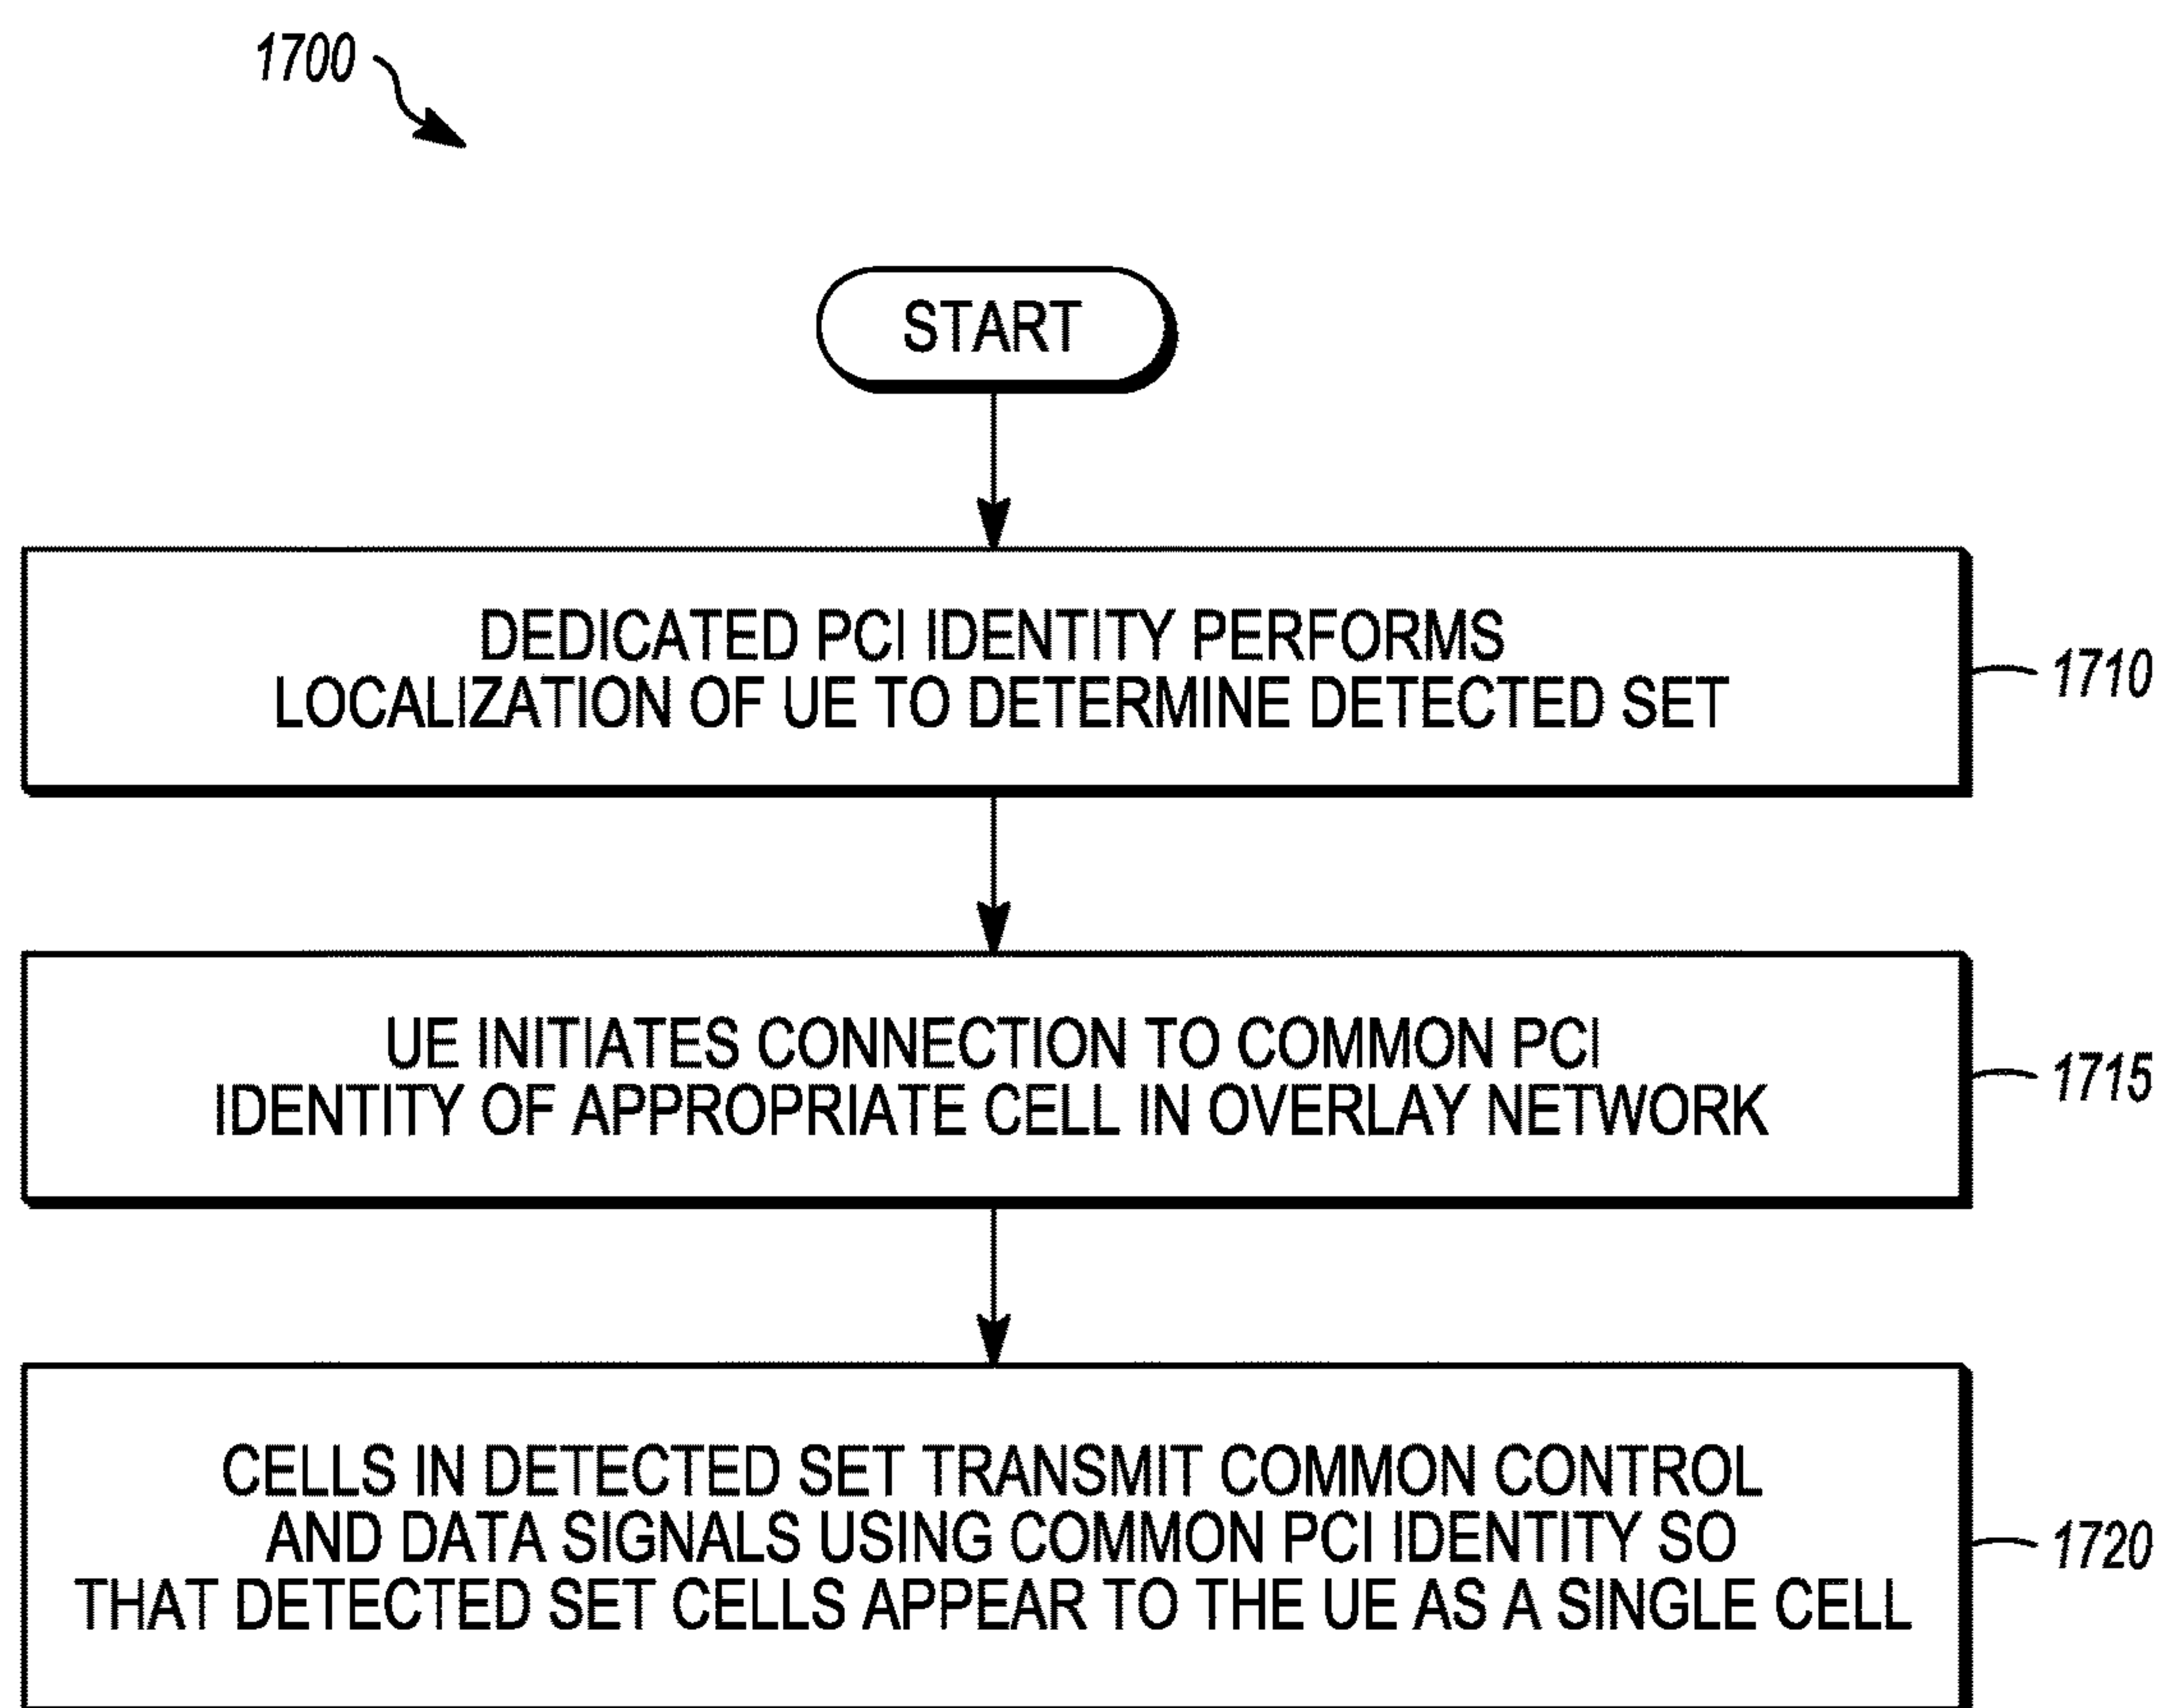 1700
START
DEDICATED PCI IDENTITY PERFORMS
LOCALIZATION OF UE TO DETERMINE DETECTED SET
1710
UE INITIATES CONNECTION TO COMMON PCI
IDENTITY OF APPROPRIATE CELL IN OVERLAY NETWORK
1715
CELLS IN DETECTED SET TRANSMIT COMMON CONTROL
AND DATA SIGNALS USING COMMON PCI IDENTITY SO
THAT DETECTED SET CELLS APPEAR TO THE UE AS A SINGLE CELL
1720